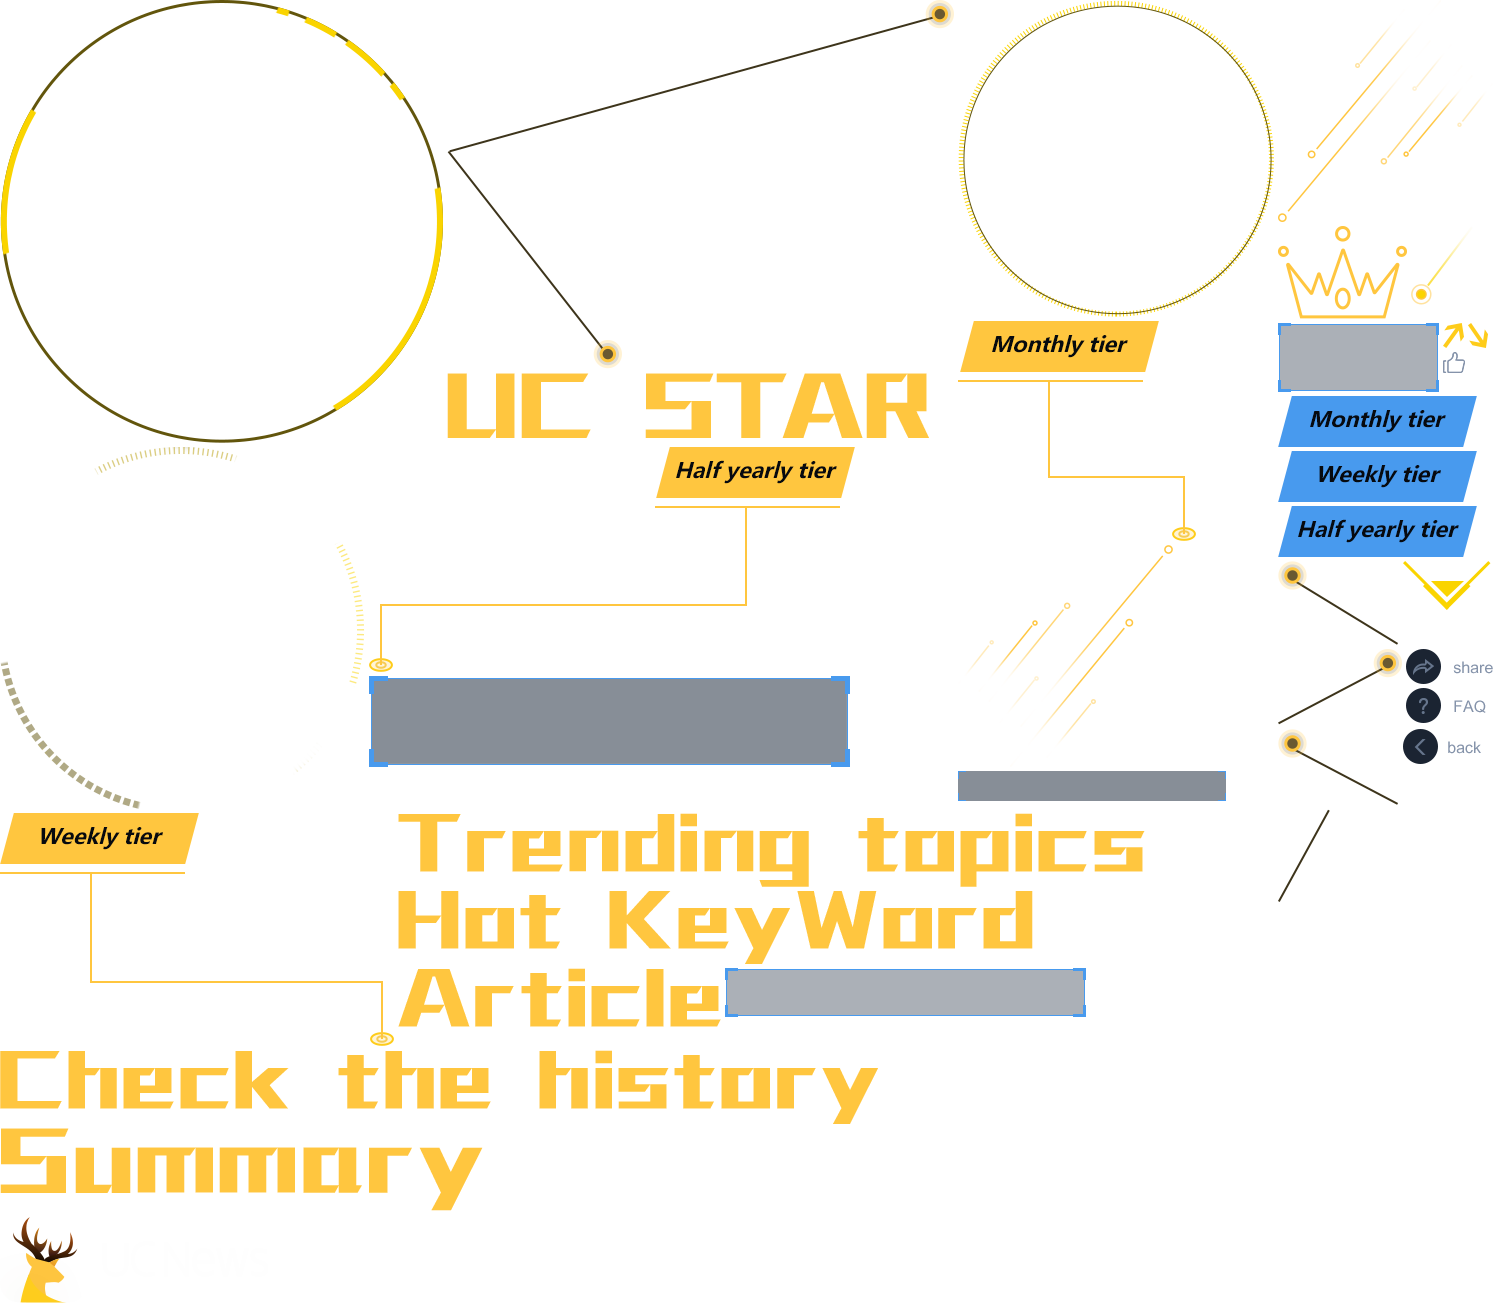 Monthly tier
UC STAR
Half yearly tier
Monthly tier
Weekly tier
Half yearly tier
share
FAQ
back
Weekly tier
Trending topics
Hot KeyWord
Article
Check the history
Summary